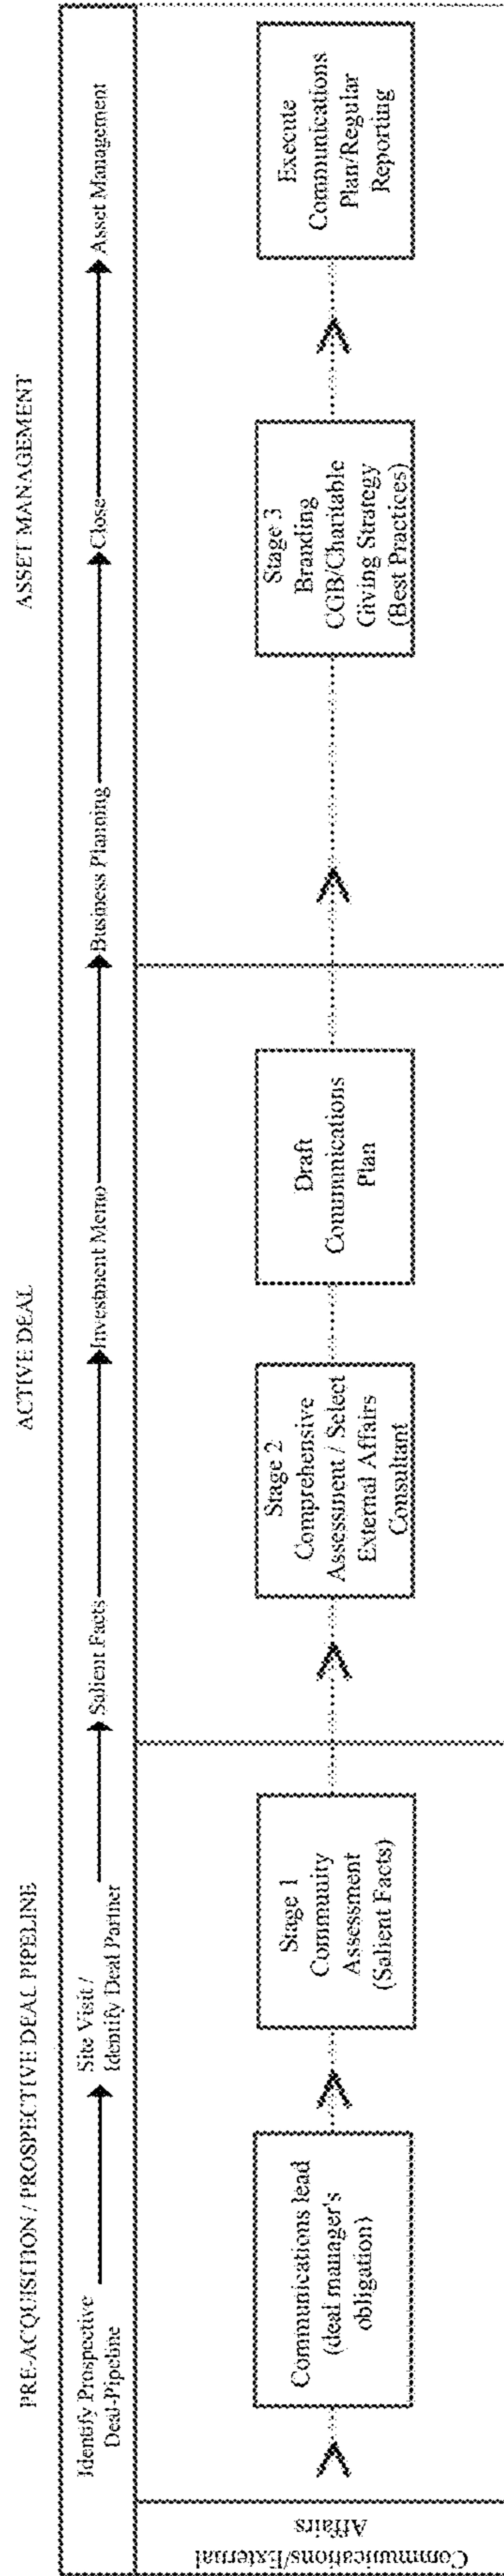 PRE-ACQUISITION / PROSPECTIVE DEAL PIPELINE
ACTIVE DEAL
ASSET MANAGEMENT
Identify Prospective
Deal-Pipeline
Site Visit /
Identify Deal Partner
Salient Facts
Investment Memo
Business Planning
Close
Asset Management
Communications/External
Affairs
Communications lead
(deal manager's
obligation)
Stage 1
Community
Assessment
(Salient Facts)
Stage 2
Comprehensive
Assessment / Select
External Affairs
Consultant
Draft
Communications
Plan
Stage 3
Branding
CGB/Charitable
Giving Strategy
(Best Practices)
Execute
Communications
Plan/Regular
Reporting